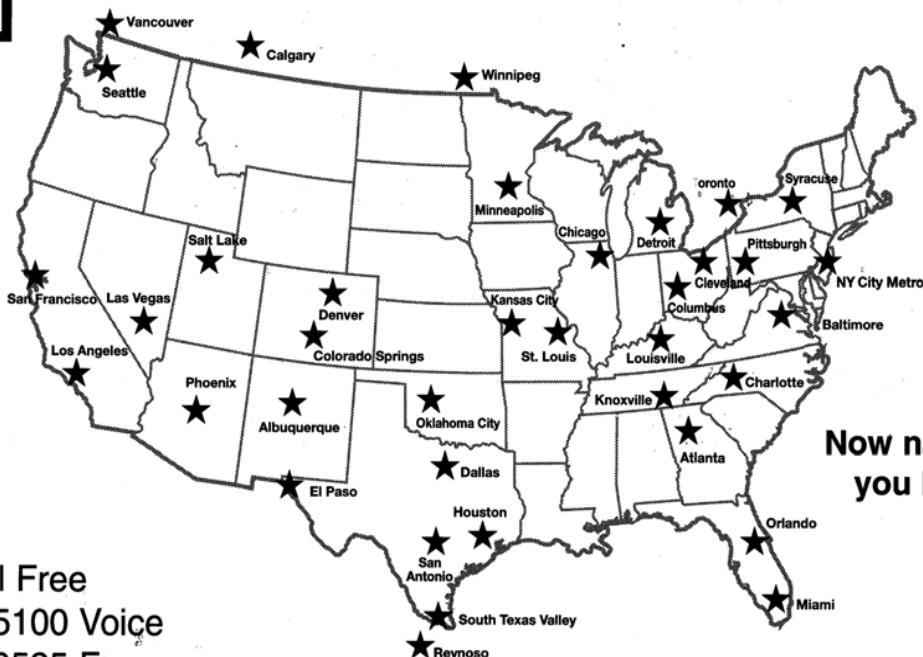 Vancouver
Calgary
Winnipeg
Seattle
Minneapolis
oronto
Syracuse
Chicago
Detroit
Pittsburgh
Salt Lake
Cleveland
NY City Metro
San Francisco
Las Vegas
Denver
Kansas City
Columbus
Baltimore
Colorado Springs
St. Louis
Louisville
Los Angeles
Phoenix
Charlotte
Knoxville
Albuquerque
Oklahoma City
Atlanta
Now n
you
Dallas
El Paso
Houston
Orlando
San
Antonio
l Free
Miami
5100 Voice
South Texas Valley
Reynoso